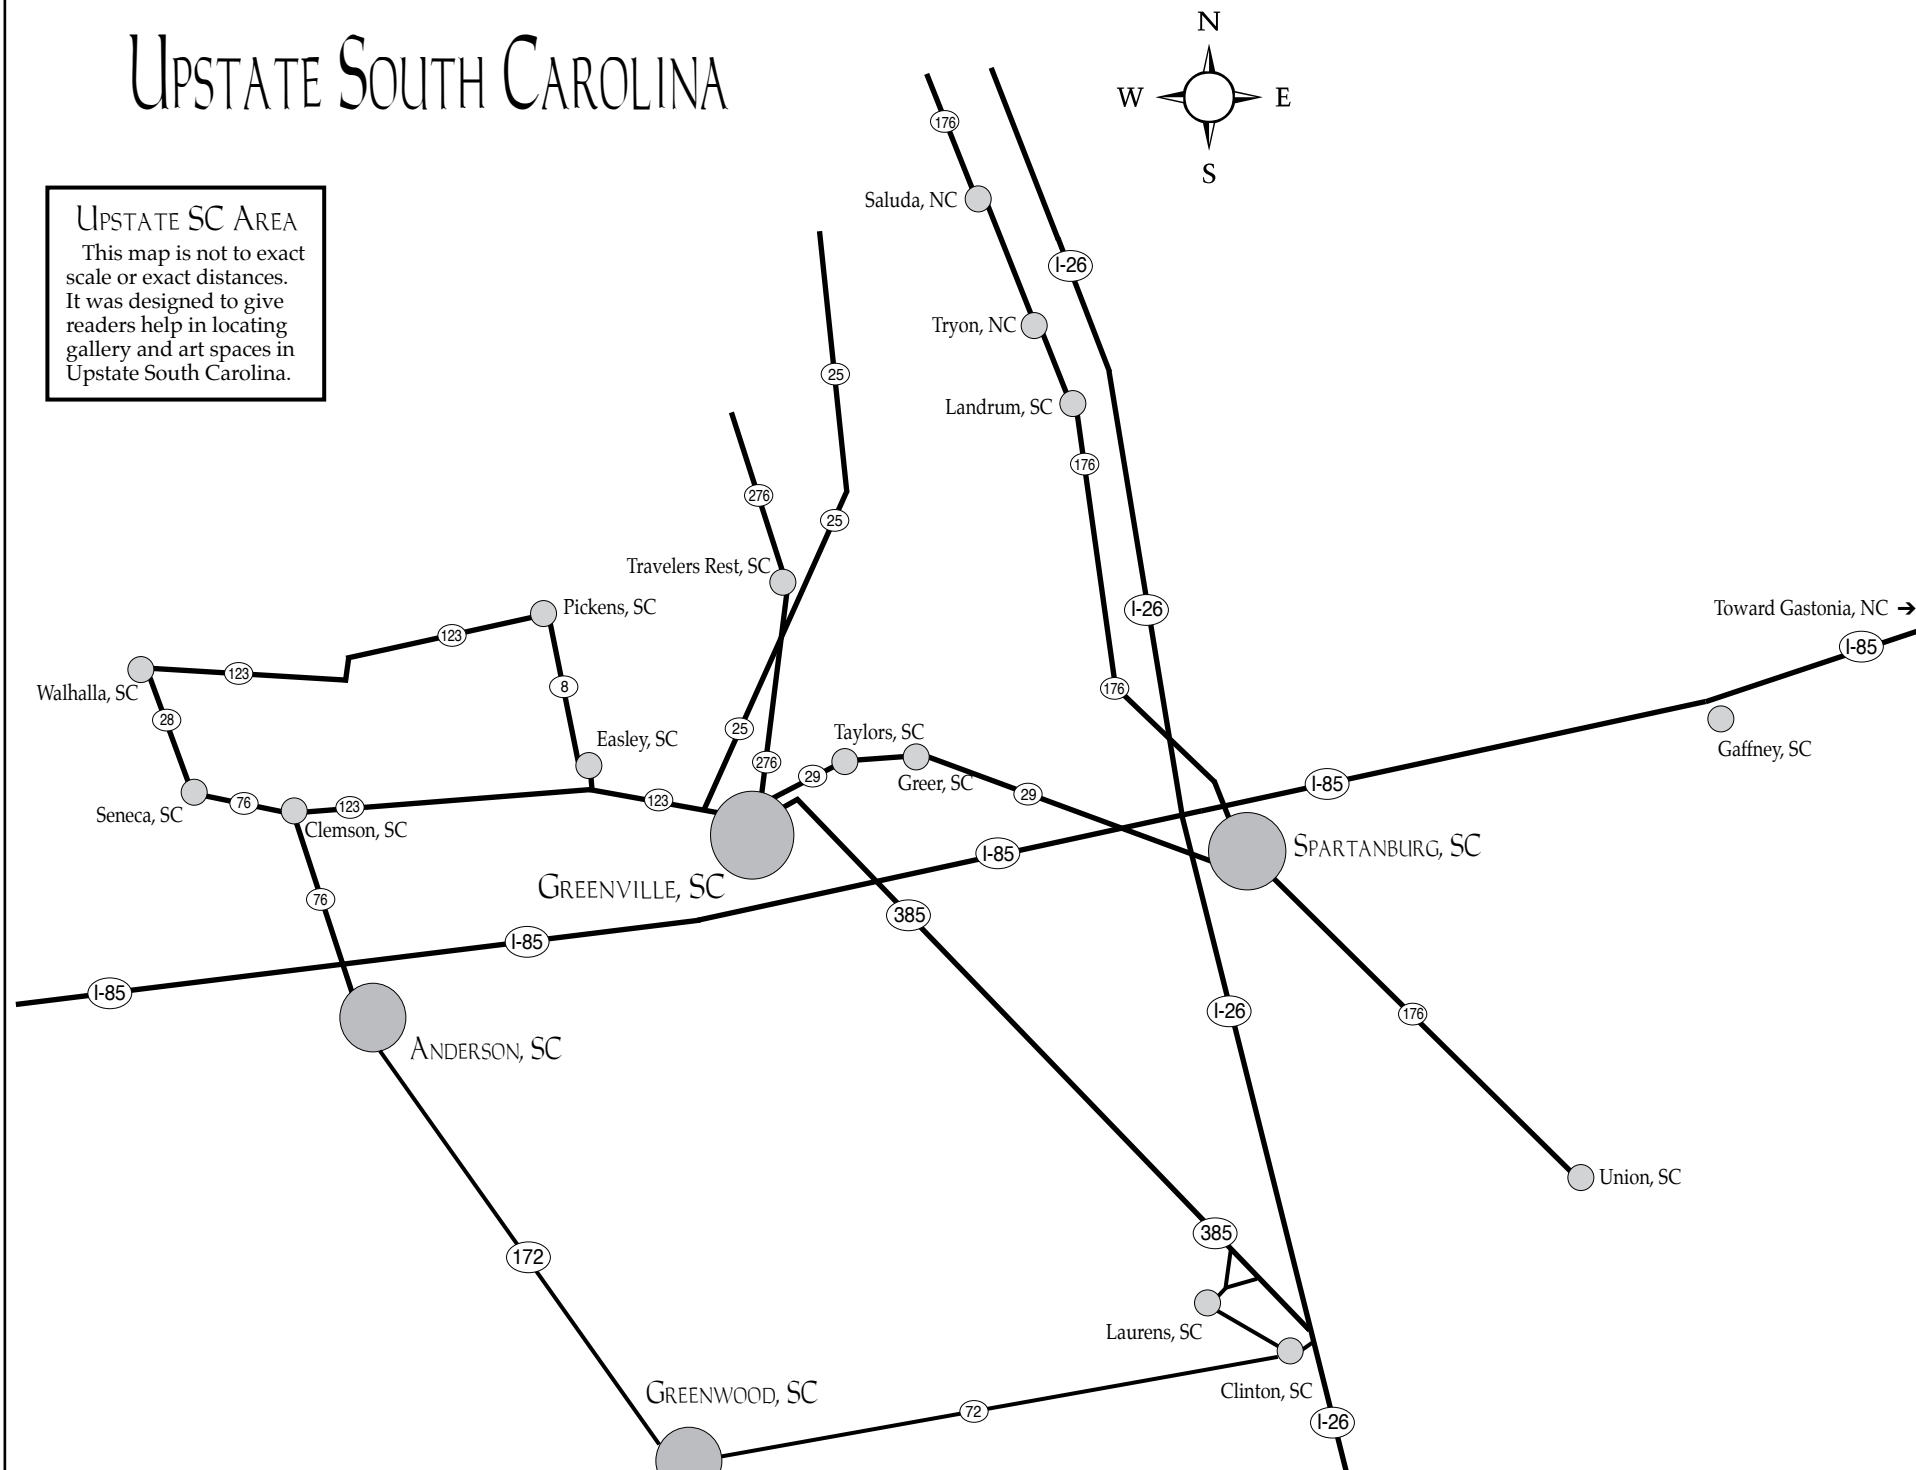 N
UPSTATE SOUTH CAROLINA
W E
S
176
Saluda, NC
UPSTATE SC AREA
This map is not to exact
scale or exact distances.
It was designed to give
readers help in locating
gallery and art spaces in
Upstate South Carolina.
I-26
Tryon, NC
25
Landrum, SC
176
276
25
Travelers Rest, SC
Pickens, SC
I-26
Toward Gastonia, NC ➔
123
I-85
123
Walhalla, SC
8
176
28
25
Taylors, SC
Easley, SC
Gaffney, SC
276
29
Greer, SC
I-85
29
76
123
123
Seneca, SC
Clemson, SC
SPARTANBURG, SC
I-85
GREENVILLE, SC
76
385
I-85
I-85
I-26
176
ANDERSON, SC
Union, SC
385
172
Laurens, SC
GREENWOOD, SC
Clinton, SC
72
I-26